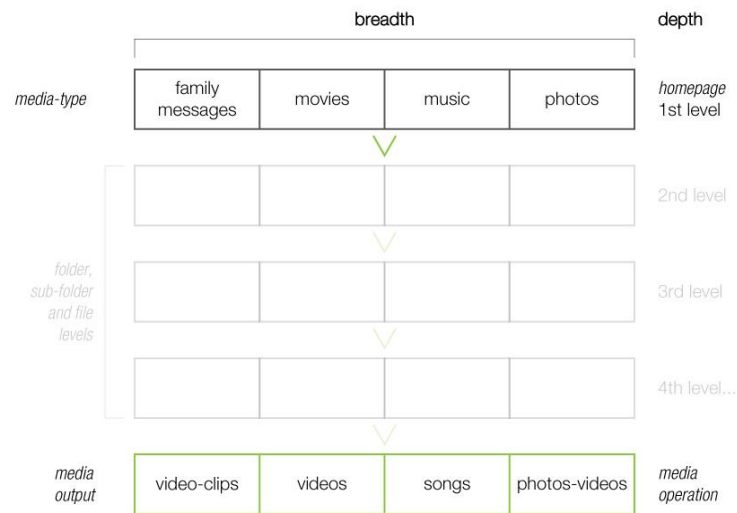 breadth
depth
media-type
family
messages
movies
music
photos
homepage
1st level
2nd level
folder,
sub-folder
and file
levels
3rd level
4th level...
media
output
video-clips
videos
songs
photos-videos
media
operation